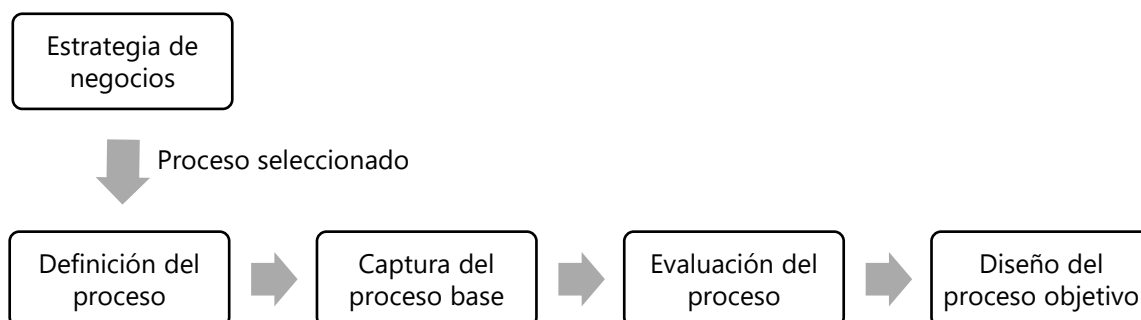 Estrategia de
negocios
Proceso seleccionado
Definición del
proceso
Captura del
proceso base
Evaluación del
proceso
Diseño del
proceso objetivo